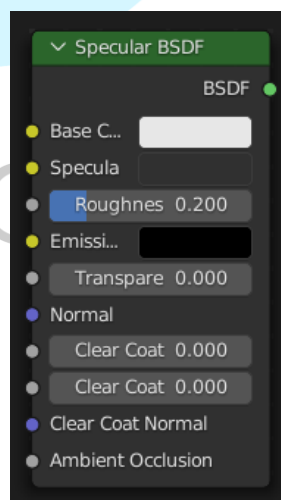 Specular BSDF
BSDF
Base C...
Specula
Roughnes 0.200
Emissi...
Transpare 0.000
Normal
Clear Coat 0.000
Clear Coat 0.000
Clear Coat Normal
Ambient Occlusion